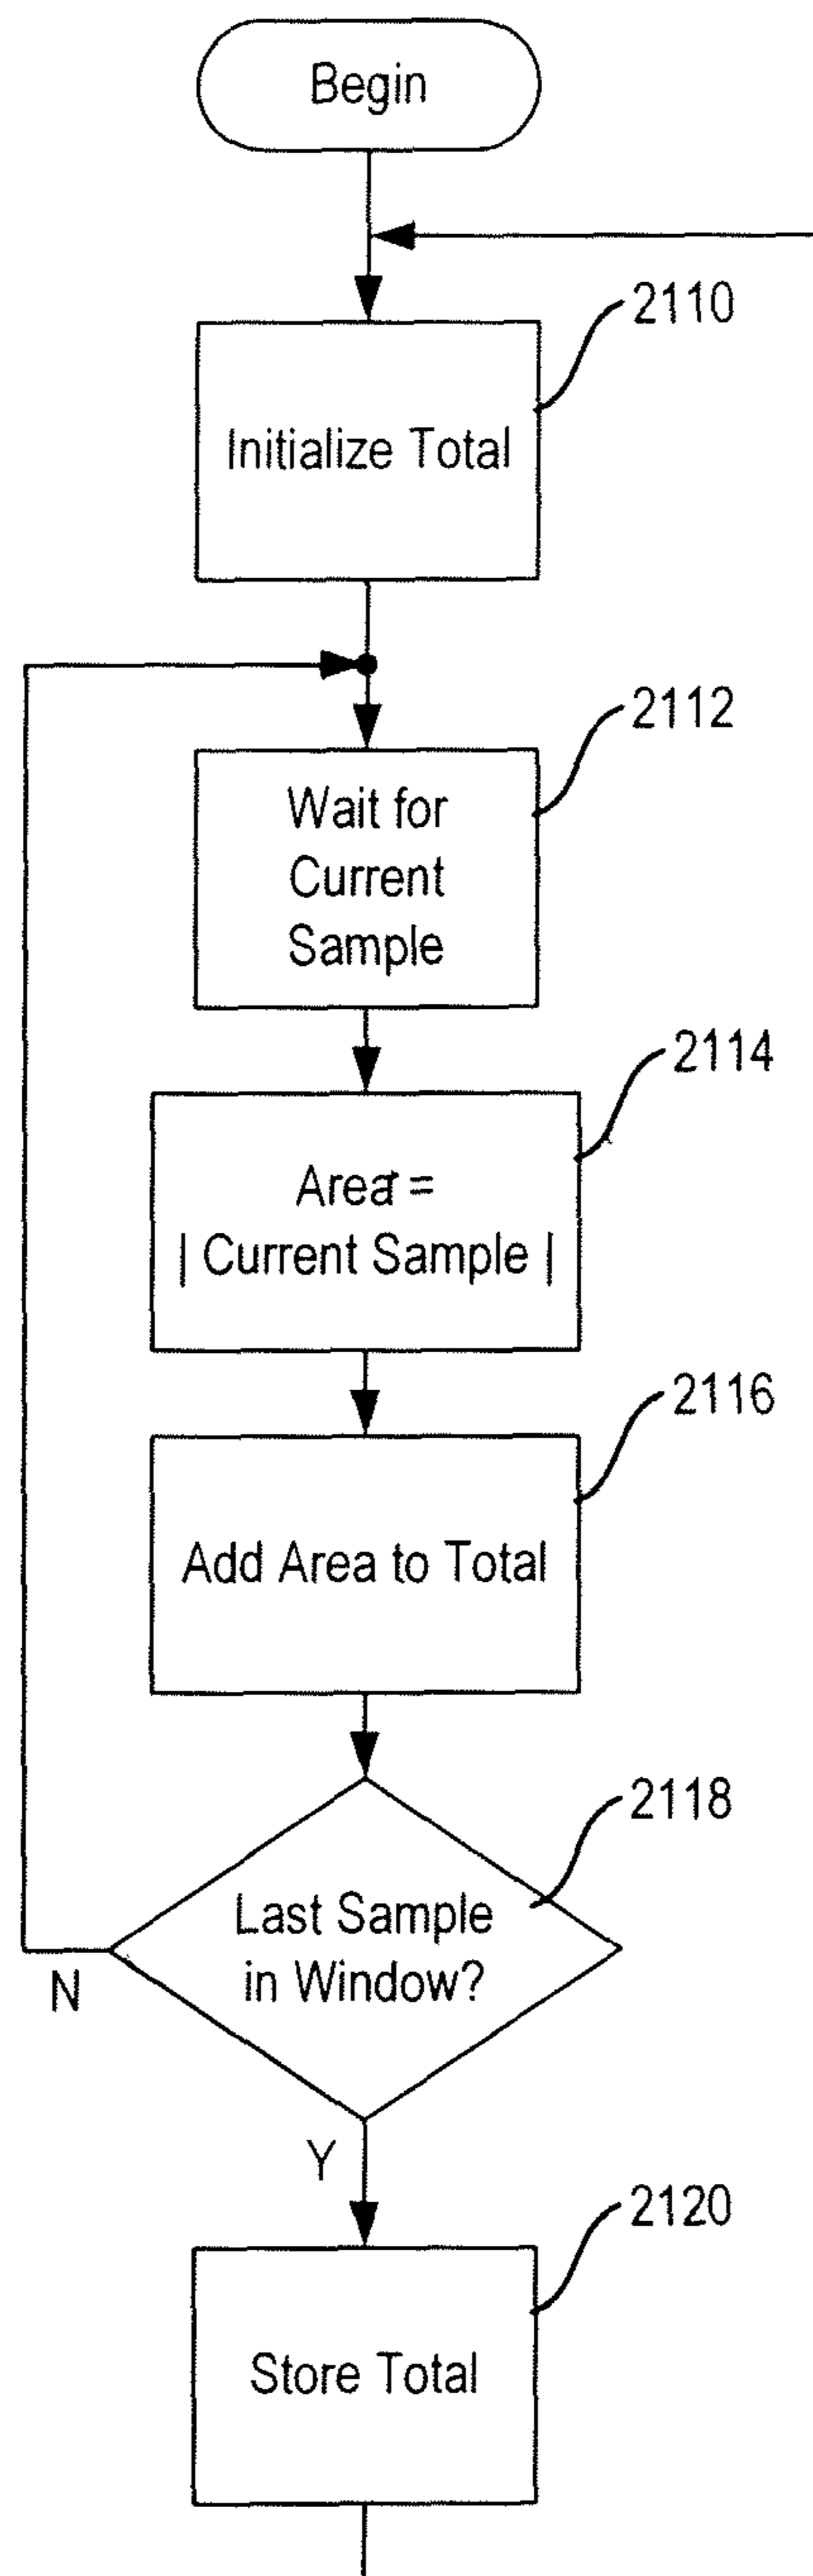 Begin
2110
Initialize Total
2112
Wait for
Current
Sample
2114
Area =
| Current Sample |
2116
Add Area to Total
2118
Last Sample
in Window?
N
Y
2120
Store Total